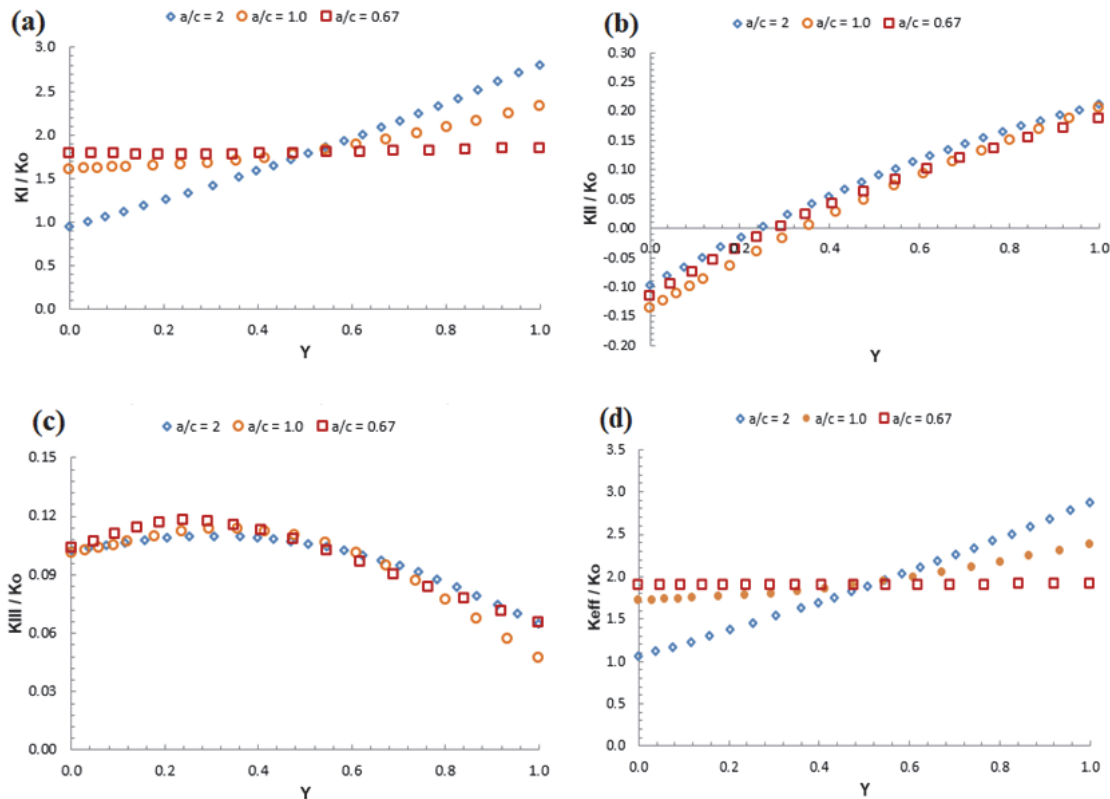 (a)
a/c = 2 a/c = 1.0 a/c = 0.67
3.0
2.5
2.0
1.5
1.0
0.5
0.0
KI / Ko
0.0 0.2 0.4 0.6 0.8 1.0
Y
(b)
a/c = 2 a/c = 1.0 a/c = 0.67
0.30
0.25
0.20
0.15
0.10
0.05
0.00
-0.05
-0.10
-0.15
-0.20
KII / Ko
0.0 0.2 0.4 0.6 0.8 1.0
Y
(c)
a/c = 2 a/c = 1.0 a/c = 0.67
0.15
0.12
0.09
0.06
0.03
0.00
KIII / Ko
0.0 0.2 0.4 0.6 0.8 1.0
Y
(d)
a/c = 2 a/c = 1.0 a/c = 0.67
3.5
3.0
2.5
2.0
1.5
1.0
0.5
0.0
Keff / Ko
0.0 0.2 0.4 0.6 0.8 1.0
Y